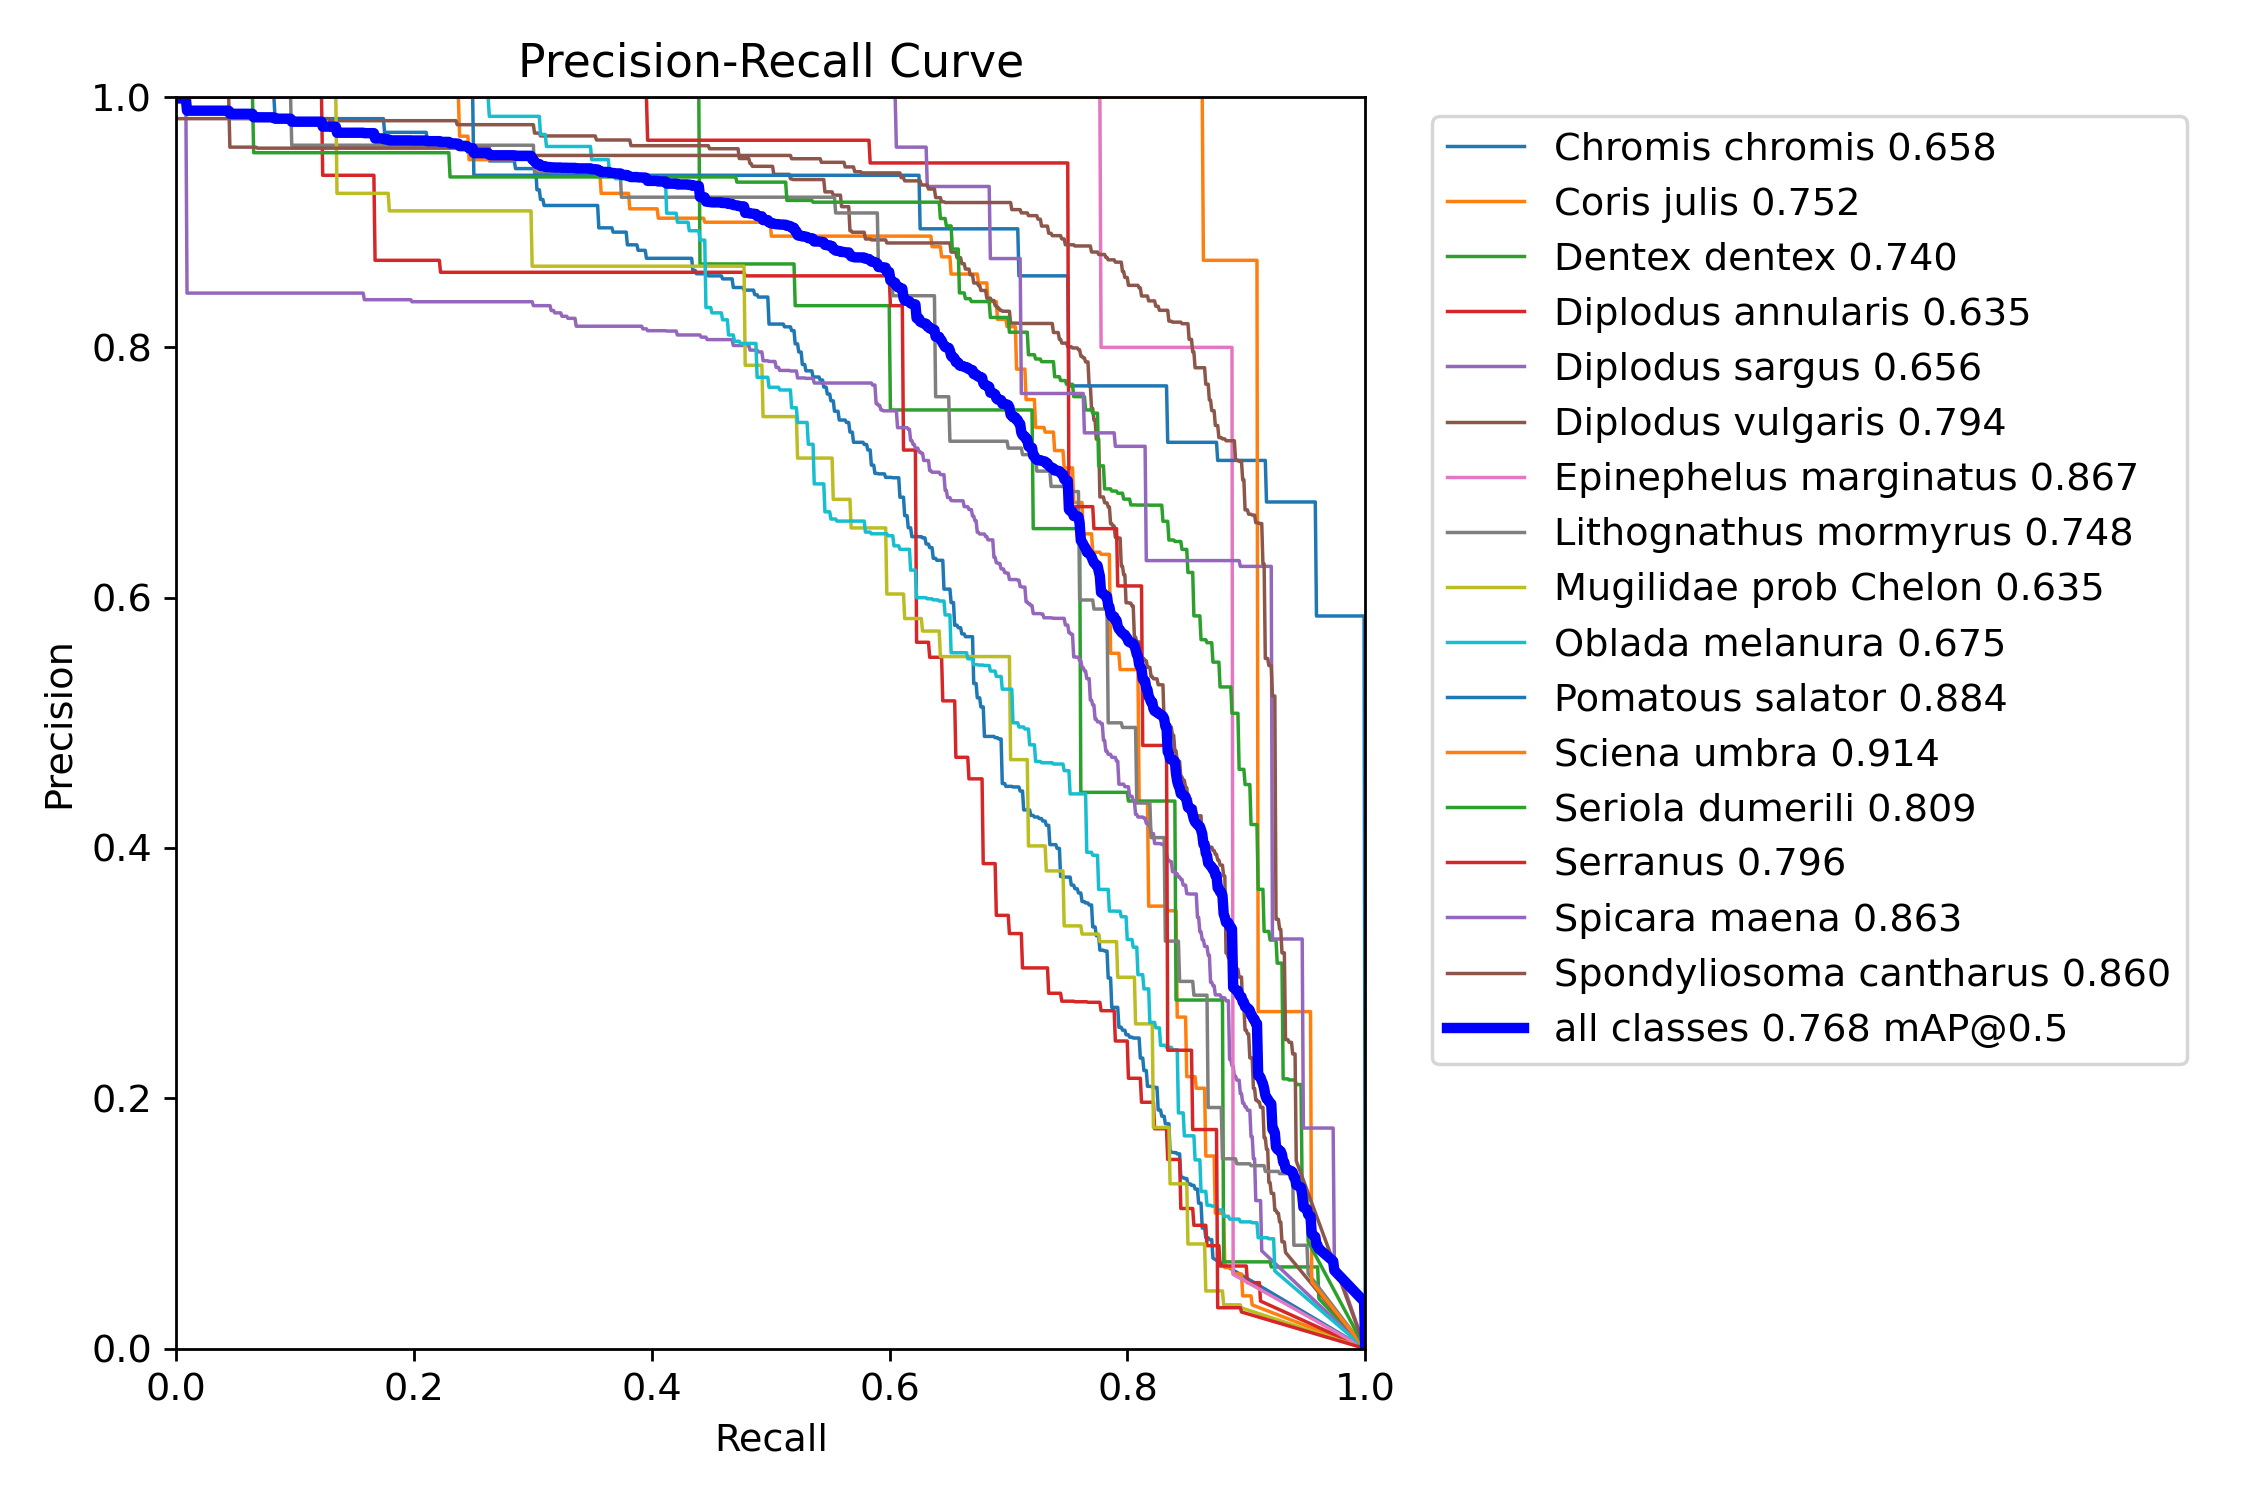 Precision-Recall Curve
1.0
0.8
0.6
0.4
0.2
0.0
Precision
0.0 0.2 0.4 0.6 0.8 1.0
Recall
Chromis chromis 0.658
Coris julis 0.752
Dentex dentex 0.740
Diplodus annularis 0.635
Diplodus sargus 0.656
Diplodus vulgaris 0.794
Epinephelus marginatus 0.867
Lithognathus mormyrus 0.748
Mugilidae prob Chelon 0.635
Oblada melanura 0.675
Pomatous salator 0.884
Sciena umbra 0.914
Seriola dumerili 0.809
Serranus 0.796
Spicara maena 0.863
Spondyliosoma cantharus 0.860
all classes 0.768 mAP@0.5